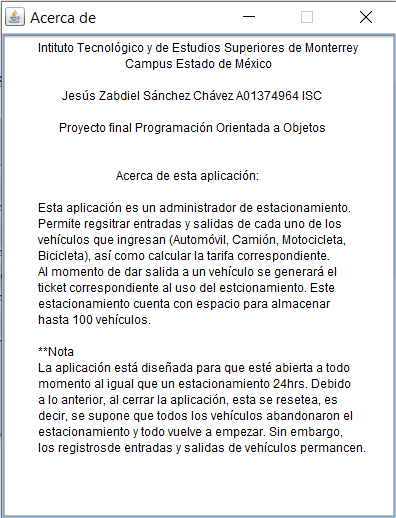 Acerca de
Intituto Tecnológico y de Estudios Superiores de Monterrey
Campus Estado de México
Jesús Zabdiel Sánchez Chávez A01374964 ISC
Proyecto final Programación Orientada a Objetos
Acerca de esta aplicación:
Esta aplicación es un administrador de estacionamiento.
Permite regsitrar entradas y salidas de cada uno de los
vehículos que ingresan (Automóvil, Camión, Motocicleta,
Bicicleta), así como calcular la tarifa correspondiente.
Al momento de dar salida a un vehículo se generará el
ticket correspondiente al uso del estcionamiento. Este
estacionamiento cuenta con espacio para almacenar
hasta 100 vehículos.
**Nota
La aplicación está diseñada para que esté abierta a todo
momento al igual que un estacionamiento 24hrs. Debido
a lo anterior, al cerrar la aplicación, esta se resetea, es
decir, se supone que todos los vehículos abandonaron el
estacionamiento y todo vuelve a empezar. Sin embargo,
los registrosde entradas y salidas de vehículos permancen.